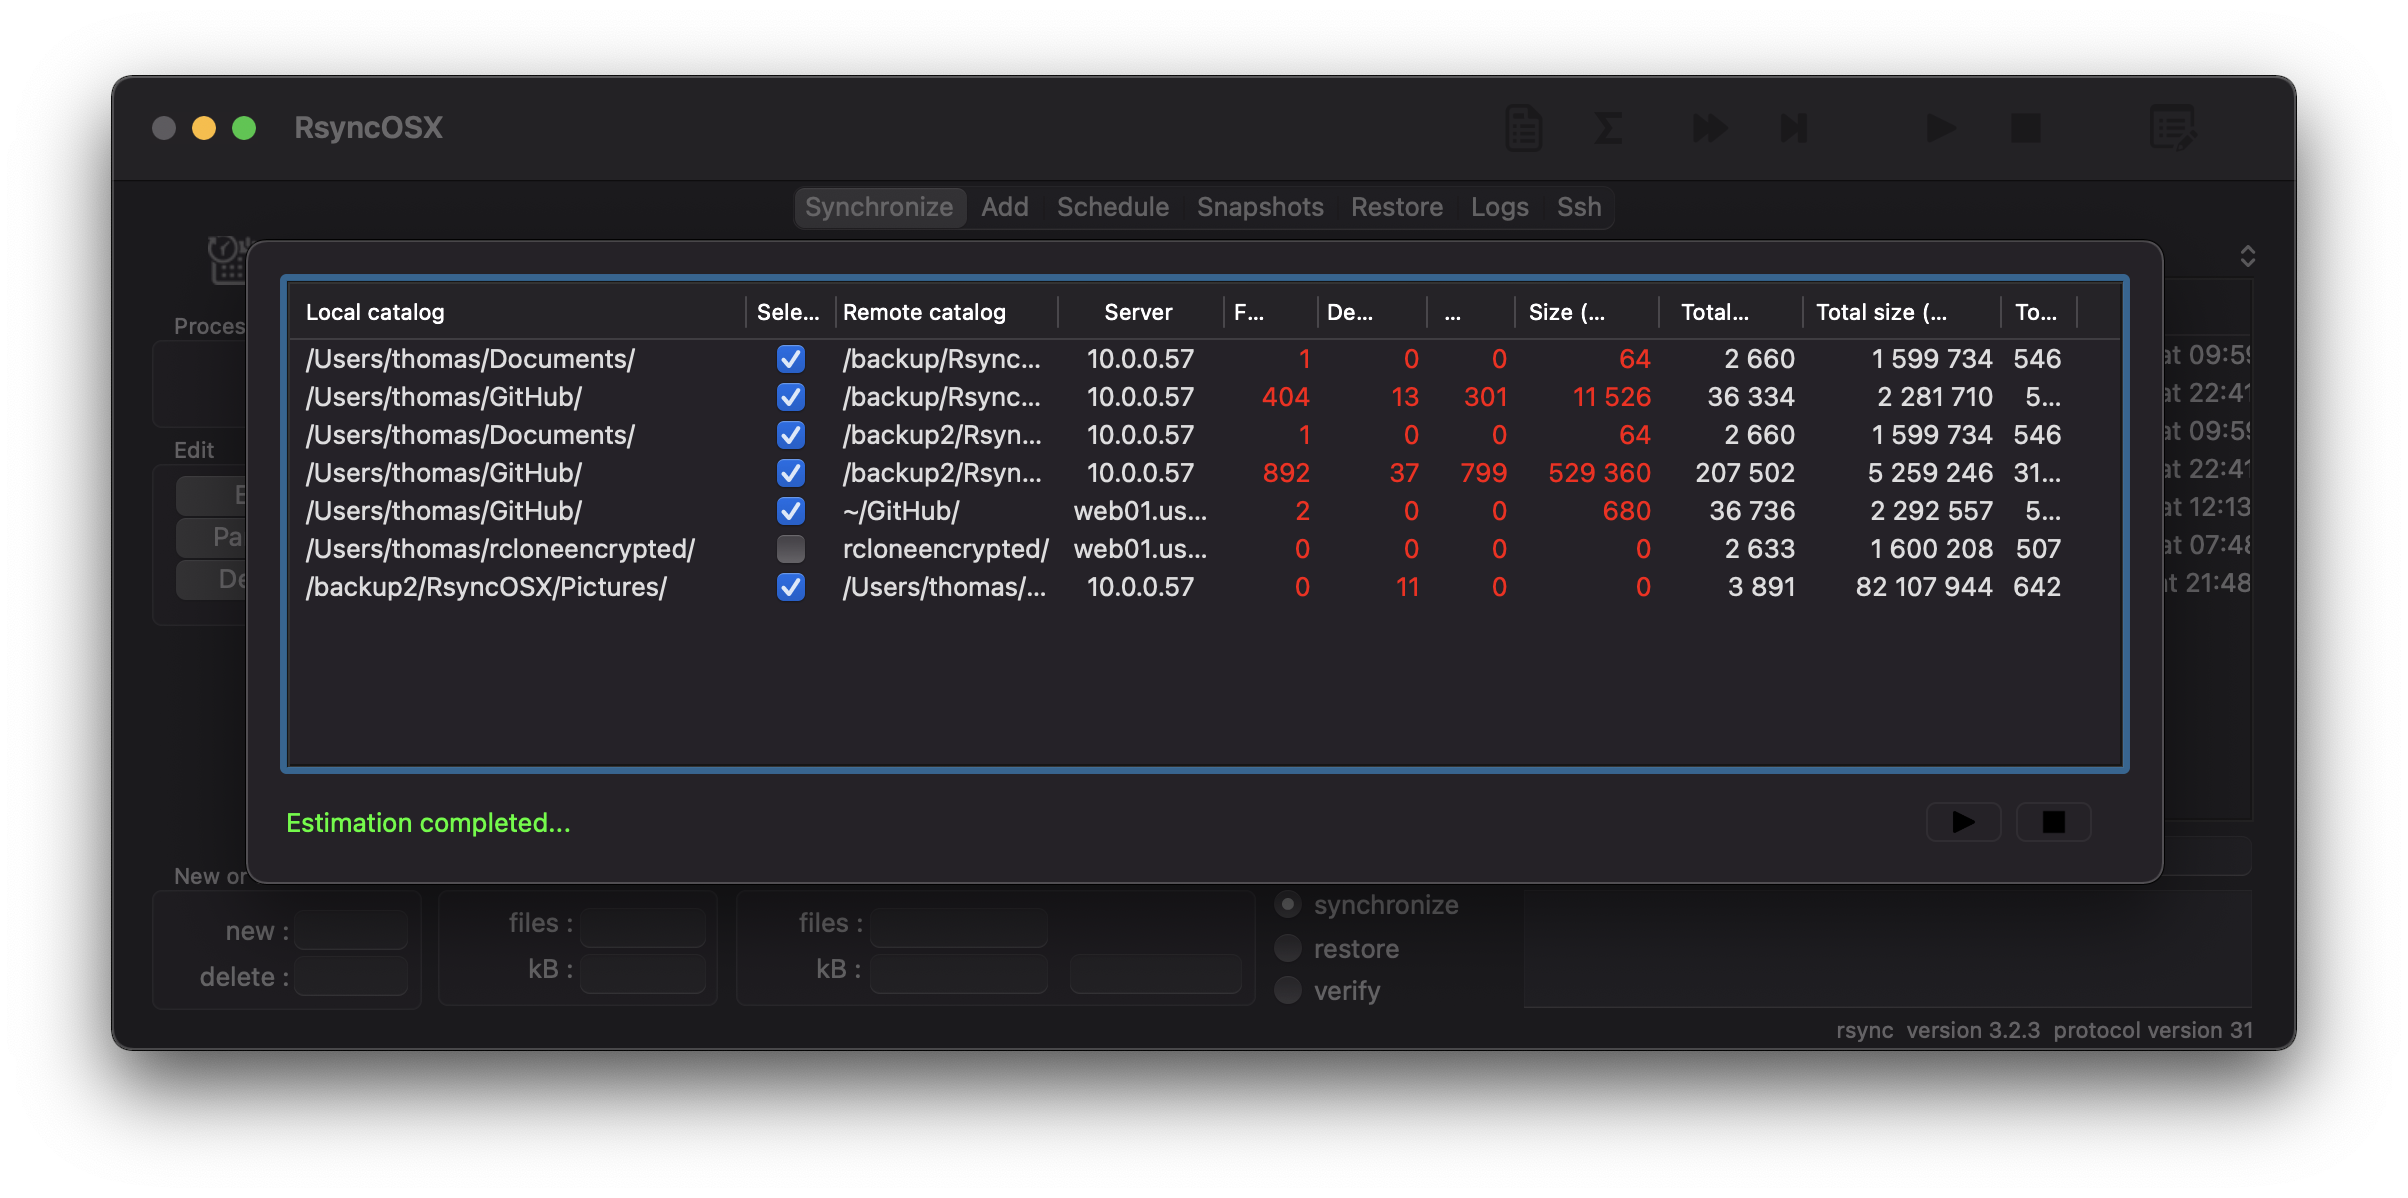 RsyncOSX
Synchronize Add Schedule Snapshots Restore Logs Ssh
Local catalog Sele... Remote catalog Server F... De... ... Size (... Total... Total size (... To...
/Users/thomas/Documents/ /backup/Rsync... 10.0.0.57 1 0 0 64 2 660 1 599 734 546
/Users/thomas/GitHub/ /backup/Rsync... 10.0.0.57 404 13 301 11 526 36 334 2 281 710 5...
/Users/thomas/Documents/ /backup2/Rsyn... 10.0.0.57 1 0 0 64 2 660 1 599 734 546
/Users/thomas/GitHub/ /backup2/Rsyn... 10.0.0.57 892 37 799 529 360 207 502 5 259 246 31...
/Users/thomas/GitHub/ ~/GitHub/ web01.us... 2 0 0 680 36 736 2 292 557 5...
/Users/thomas/rcloneencrypted/ rcloneencrypted/ web01.us... 0 0 0 0 2 633 1 600 208 507
/backup2/RsyncOSX/Pictures/ /Users/thomas/... 10.0.0.57 0 11 0 0 3 891 82 107 944 642
Estimation completed...
Proces
Edit
Pa
De
at 09:59
at 22:41
at 09:59
at 22:41
at 12:13
at 07:48
at 21:48
New or
new :
delete :
files :
kB :
files :
kB :
synchronize
restore
verify
rsync version 3.2.3 protocol version 31